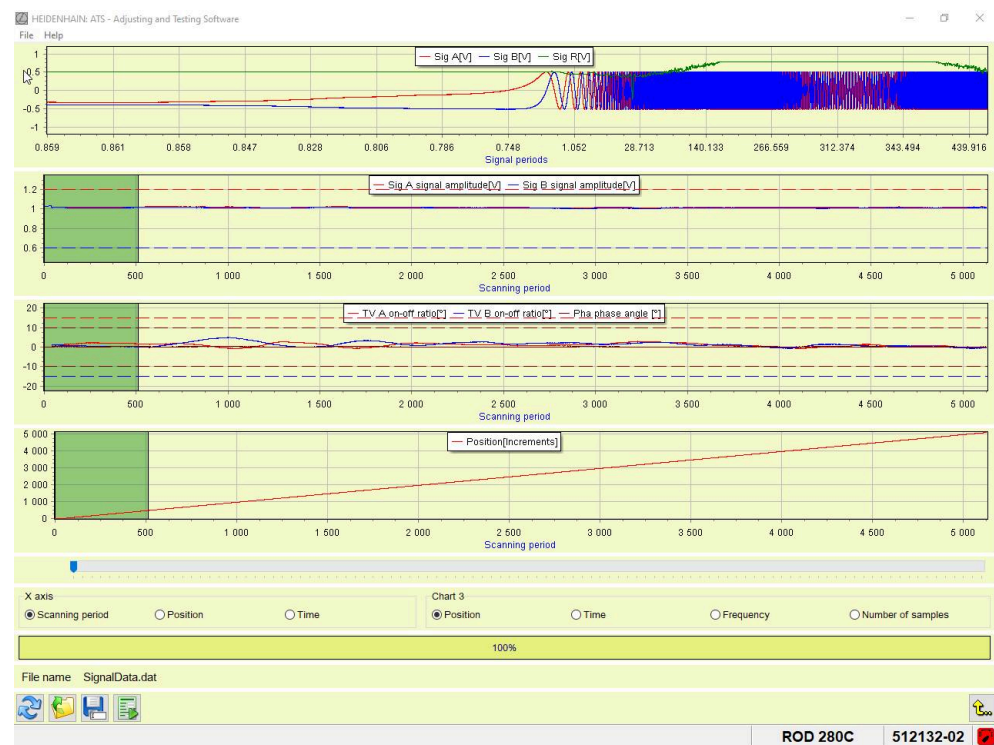 HEIDENHAIN: ATS - Adjusting and Testing Software
File Help
Sig A[V] Sig B[V] Sig R[V]
1
0.5
0
-0.5
-1
0.859 0.861 0.858 0.847 0.828 0.806 0.786 0.764 0.748 1.052 28.713 140.133 266.559 312.374 343.494 439.916
Signal periods
Sig A signal amplitude[V] Sig B signal amplitude[V]
1.2
1
0.8
0.6
0 500 1 000 1 500 2 000 2 500 3 000 3 500 4 000 4 500 5 000
Scanning period
TV A on-off ratio[°] TV B on-off ratio[°] Pha phase angle [°]
20
10
0
-10
-20
0 500 1 000 1 500 2 000 2 500 3 000 3 500 4 000 4 500 5 000
Scanning period
Position[Increments]
5 000
4 000
3 000
2 000
1 000
0
0 500 1 000 1 500 2 000 2 500 3 000 3 500 4 000 4 500 5 000
Scanning period
X axis Chart 3
Scanning period Position Time Position Time Frequency Number of samples
100%
File name SignalData.dat
ROD 280C 512132-02